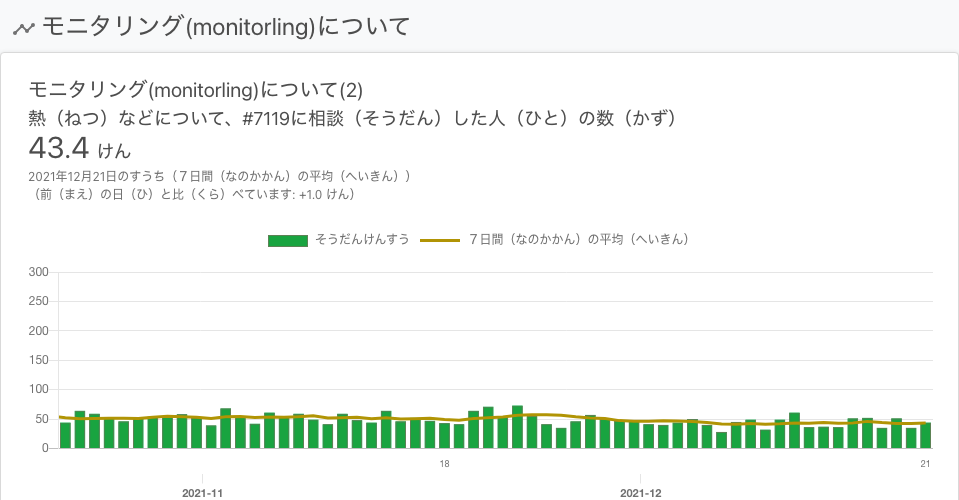 モニタリング(monitorling)について
モニタリング(monitorling)について(2)
熱（ねつ）などについて、#7119に相談（そうだん）した人（ひと）の数（かず）
43.4 けん
2021年12月21日のすうち（７日間（なのかかん）の平均（へいきん））
（前（まえ）の日（ひ）と比（くら）べています: +1.0 けん）
そうだんけんすう ７日間（なのかかん）の平均（へいきん）
300
250
200
150
100
50
0
18 21
2021-11 2021-12